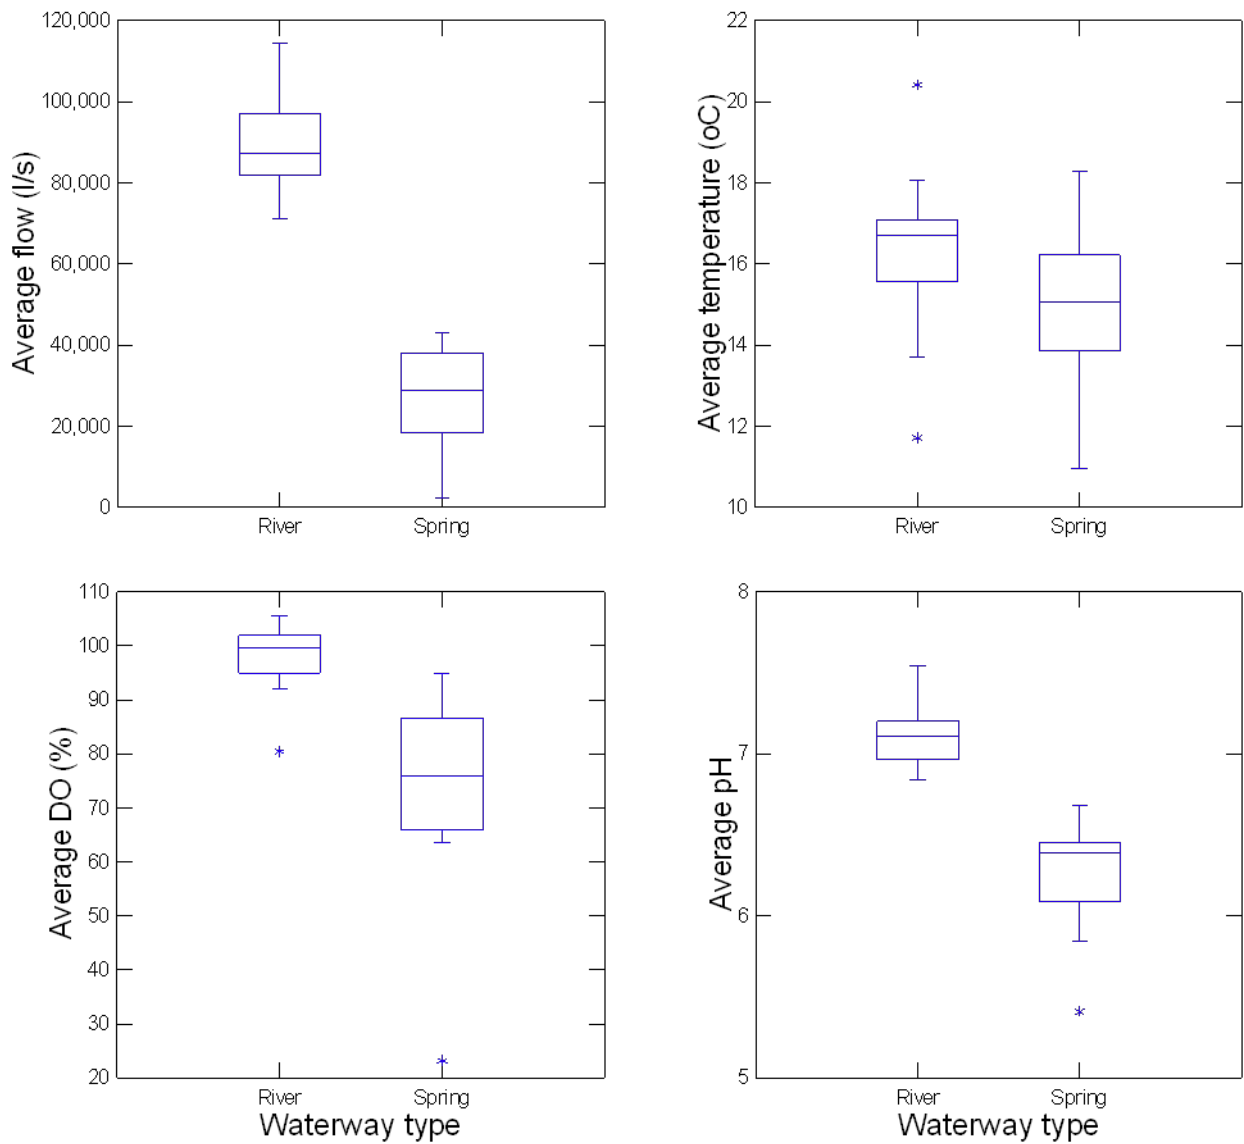 Average flow (l/s)
120,000
100,000
80,000
60,000
40,000
20,000
0
River Spring
Average temperature (oC)
22
20
18
16
14
12
10
River Spring
Average DO (%)
110
100
90
80
70
60
50
40
30
20
River Spring
Waterway type
Average pH
8
7
6
5
River Spring
Waterway type